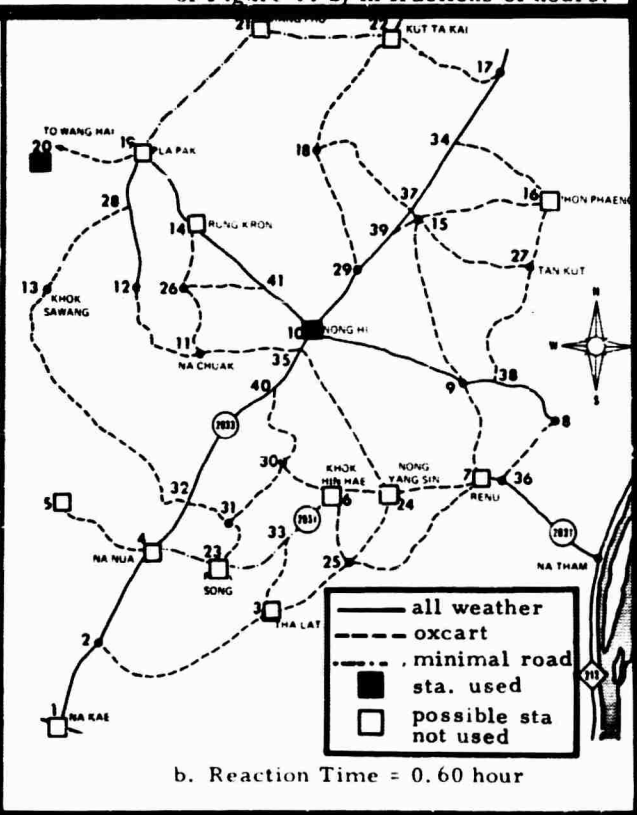 21
22
KUT TA KAI
17
TO WANG HAI
20
19 LA PAK
18
34
28
37
16
14 RUNG KRON
39
15
27
TAN KUT
13
KHOK
SAWANG
12
26
41
29
N
W
E
S
10 NONG HI
11
NA CHUAK
35
40
9
38
2033
8
30
KHOK
HIN HAE
NONG
YANG SIN
7
36
RENU
5
32
31
6
24
2031
33
2031
4
NA NUA
23
SONG
25
NA THAM
3
THA LAT
2
1 NA KAE
212
all weather
oxcart
minimal road
sta. used
possible sta
not used
b. Reaction Time = 0.60 hour